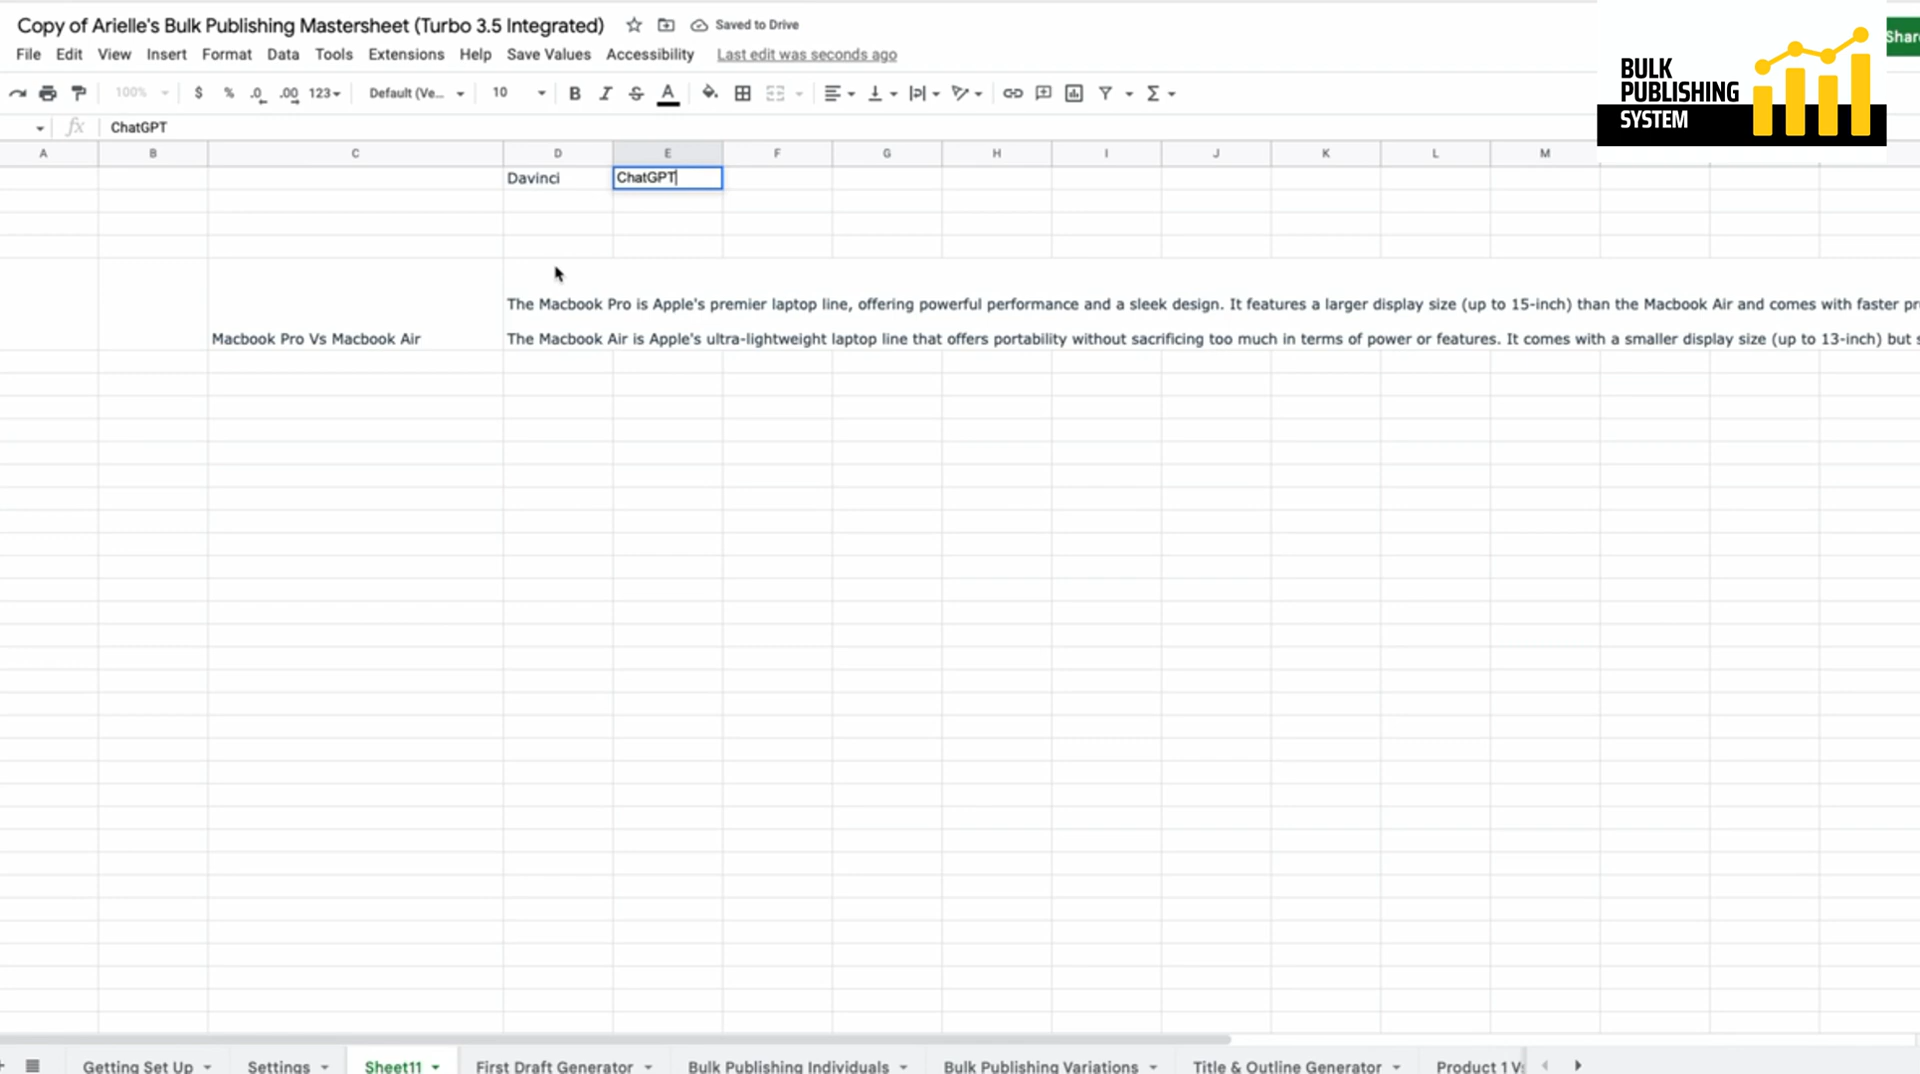 Copy of Arielle's Bulk Publishing Mastersheet (Turbo 3.5 Integrated) Saved to Drive
File Edit View Insert Format Data Tools Extensions Help Save Values Accessibility Last edit was seconds ago
Shar
BULK
PUBLISHING
SYSTEM
100% $ % .0 .00 123 Default (Ve... 10 B I S A
fx ChatGPT
A B C D E F G H I J K L M
Davinci ChatGPT
The Macbook Pro is Apple's premier laptop line, offering powerful performance and a sleek design. It features a larger display size (up to 15-inch) than the Macbook Air and comes with faster pr
Macbook Pro Vs Macbook Air The Macbook Air is Apple's ultra-lightweight laptop line that offers portability without sacrificing too much in terms of power or features. It comes with a smaller display size (up to 13-inch) but s
Getting Set Up Settings Sheet11 First Draft Generator Bulk Publishing Individuals Bulk Publishing Variations Title & Outline Generator Product 1 V